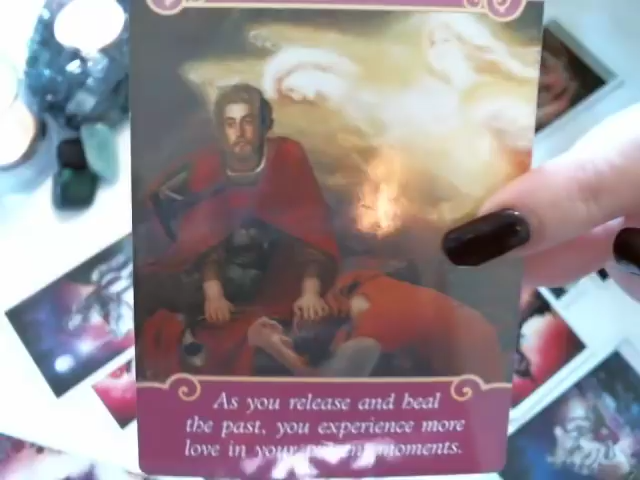 As you release and heal
the past, you experience more
love in your moments.